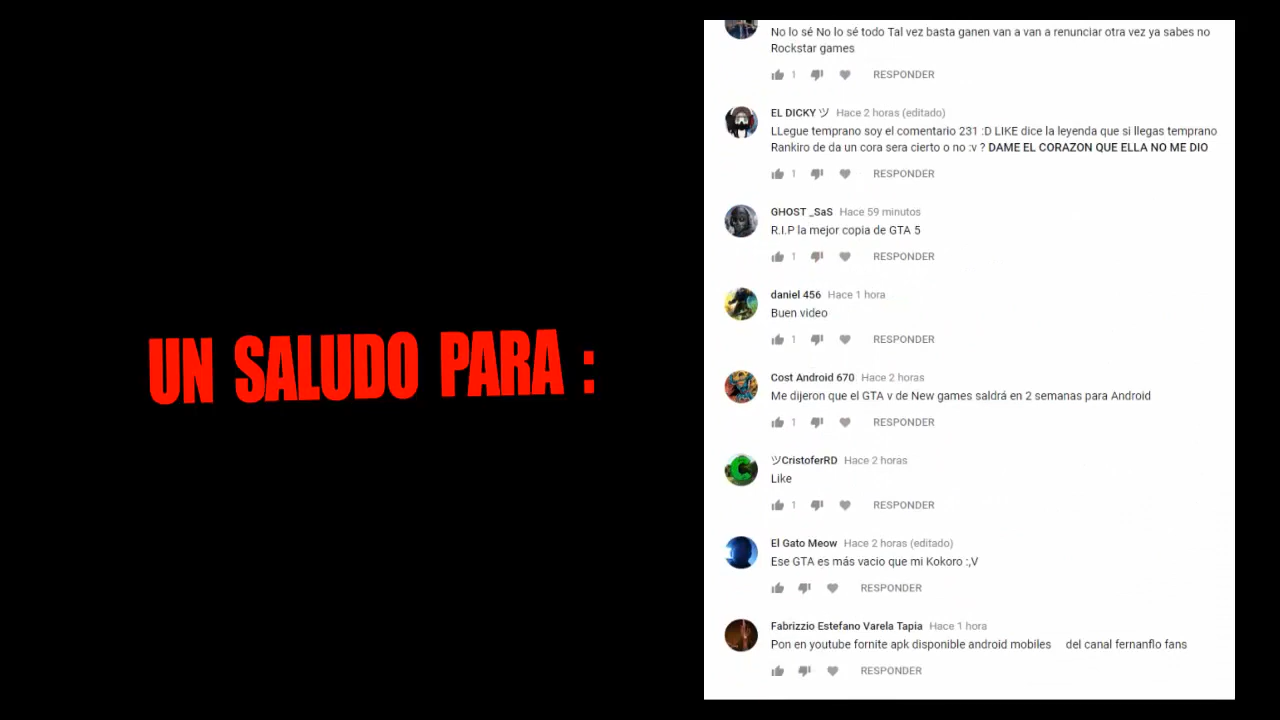 UN SALUDO PARA :
No lo sé No lo sé todo Tal vez basta ganen van a van a renunciar otra vez ya sabes no
Rockstar games
1 RESPONDER
EL DICKY ツ Hace 2 horas (editado)
LLegue temprano soy el comentario 231 :D LIKE dice la leyenda que si llegas temprano
Rankiro de da un cora sera cierto o no :v ? DAME EL CORAZON QUE ELLA NO ME DIO
1 RESPONDER
GHOST _SaS Hace 59 minutos
R.I.P la mejor copia de GTA 5
1 RESPONDER
daniel 456 Hace 1 hora
Buen video
1 RESPONDER
Cost Android 670 Hace 2 horas
Me dijeron que el GTA v de New games saldrá en 2 semanas para Android
1 RESPONDER
ツCristoferRD Hace 2 horas
Like
1 RESPONDER
El Gato Meow Hace 2 horas (editado)
Ese GTA es más vacio que mi Kokoro :,V
RESPONDER
Fabrizzio Estefano Varela Tapia Hace 1 hora
Pon en youtube fornite apk disponible android mobiles del canal fernanflo fans
RESPONDER